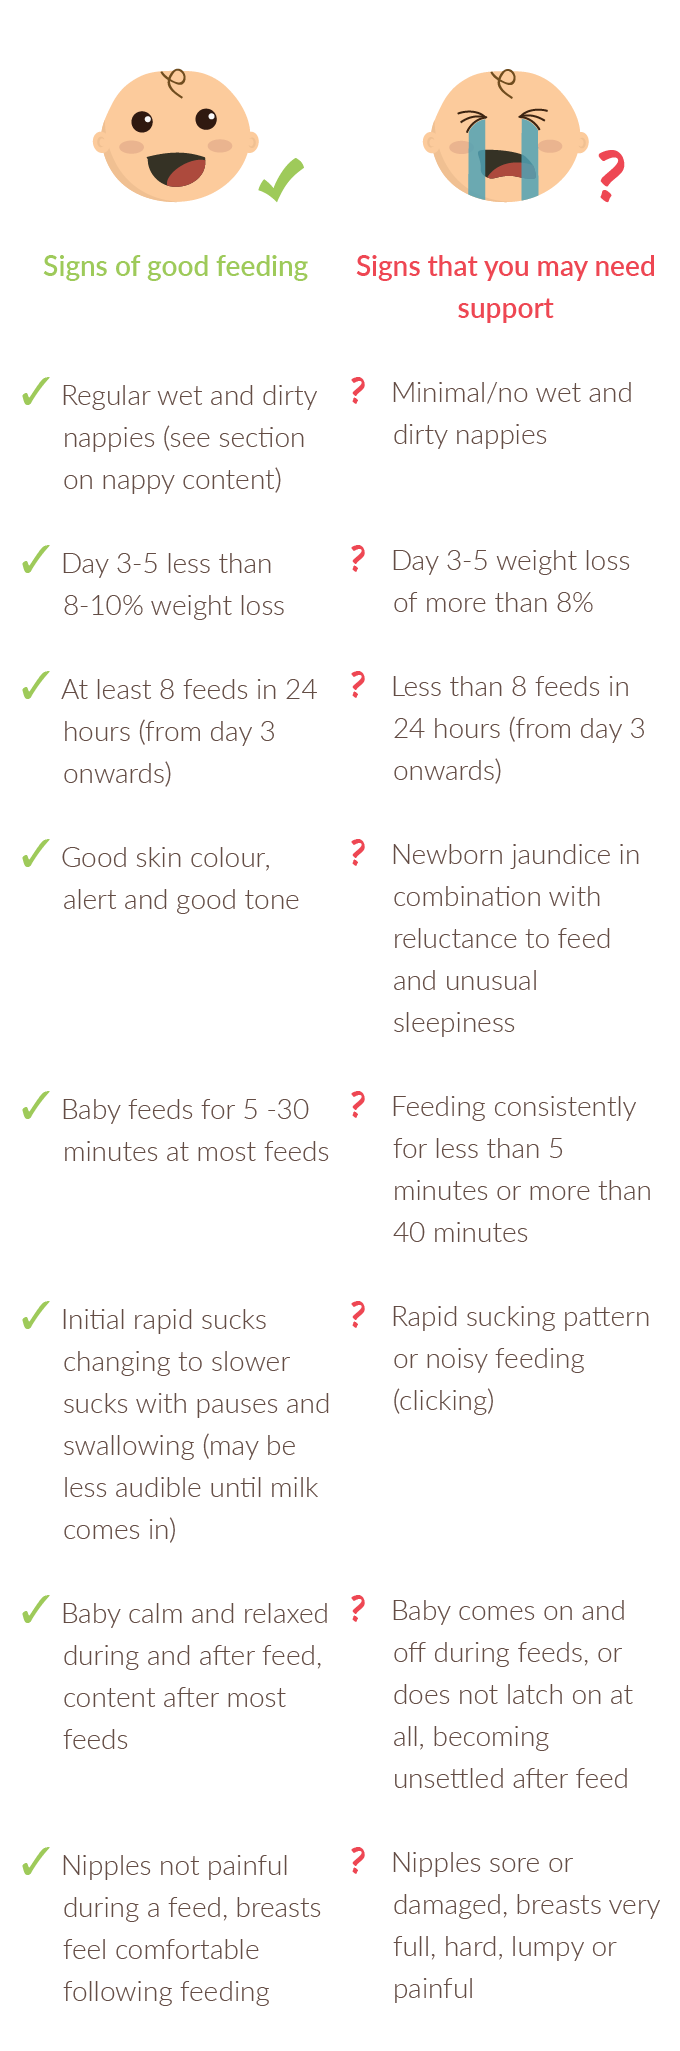 Signs of good feeding
✓ Regular wet and dirty
nappies (see section
on nappy content)
✓ Day 3-5 less than
8-10% weight loss
✓ At least 8 feeds in 24
hours (from day 3
onwards)
✓ Good skin colour,
alert and good tone
✓ Baby feeds for 5 -30
minutes at most feeds
✓ Initial rapid sucks
changing to slower
sucks with pauses and
swallowing (may be
less audible until milk
comes in)
✓ Baby calm and relaxed
during and after feed,
content after most
feeds
✓ Nipples not painful
during a feed, breasts
feel comfortable
following feeding
?
Signs that you may need
support
? Minimal/no wet and
dirty nappies
? Day 3-5 weight loss
of more than 8%
? Less than 8 feeds in
24 hours (from day 3
onwards)
? Newborn jaundice in
combination with
reluctance to feed
and unusual
sleepiness
? Feeding consistently
for less than 5
minutes or more than
40 minutes
? Rapid sucking pattern
or noisy feeding
(clicking)
? Baby comes on and
off during feeds, or
does not latch on at
all, becoming
unsettled after feed
? Nipples sore or
damaged, breasts very
full, hard, lumpy or
painful